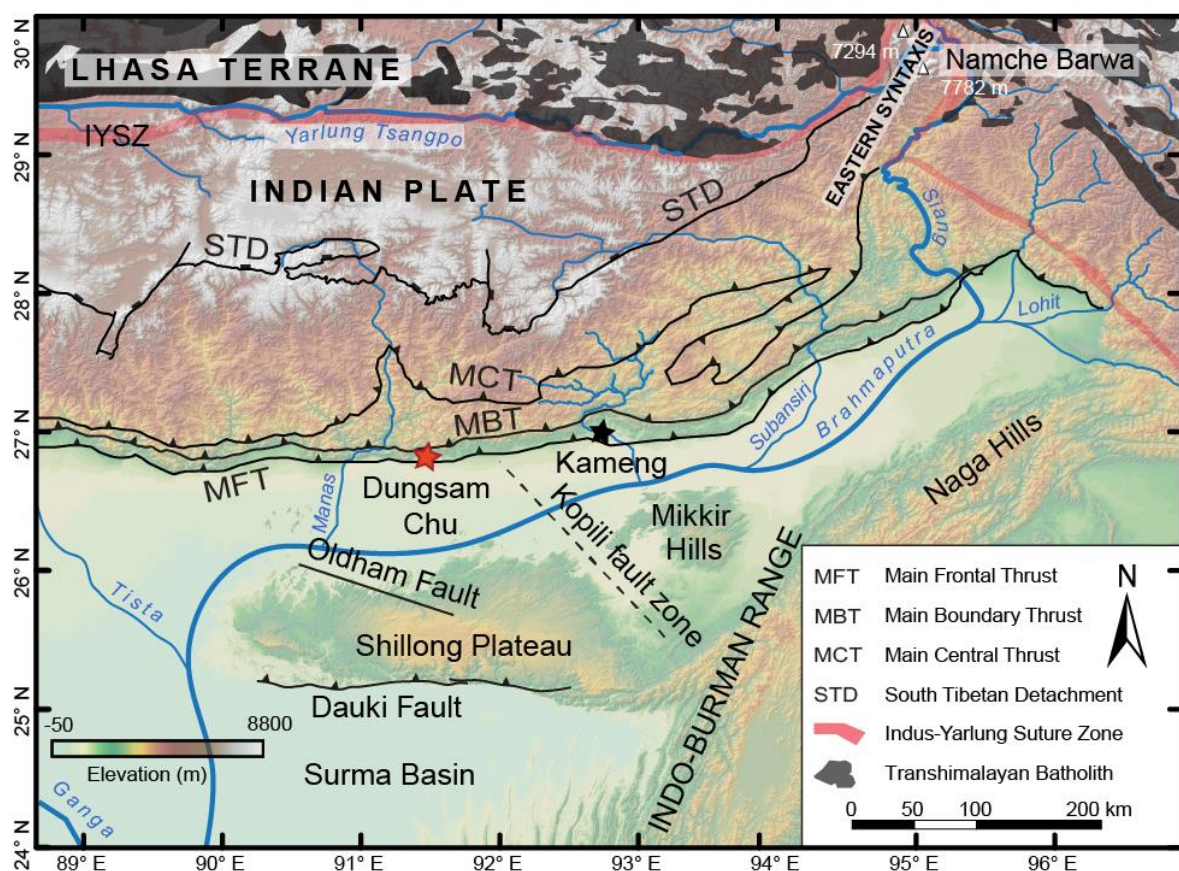 30° N
29° N
28° N
27° N
26° N
25° N
24° N
LHASA TERRANE
7294 m
Namche Barwa
7782 m
EASTERN SYNTAXIS
IYSZ
Yarlung Tsangpo
INDIAN PLATE
STD
STD
Siang
Lohit
MCT
MBT
MFT
Subansiri
Brahmaputra
Kameng
Dungsam
Chu
Manas
Kopili fault zone
Mikkir
Hills
Naga Hills
Oldham Fault
Tista
Shillong Plateau
INDO-BURMAN RANGE
Dauki Fault
-50
8800
Elevation (m)
Surma Basin
Ganga
MFT Main Frontal Thrust
N
MBT Main Boundary Thrust
MCT Main Central Thrust
STD South Tibetan Detachment
Indus-Yarlung Suture Zone
Transhimalayan Batholith
0 50 100 200 km
89° E 90° E 91° E 92° E 93° E 94° E 95° E 96° E